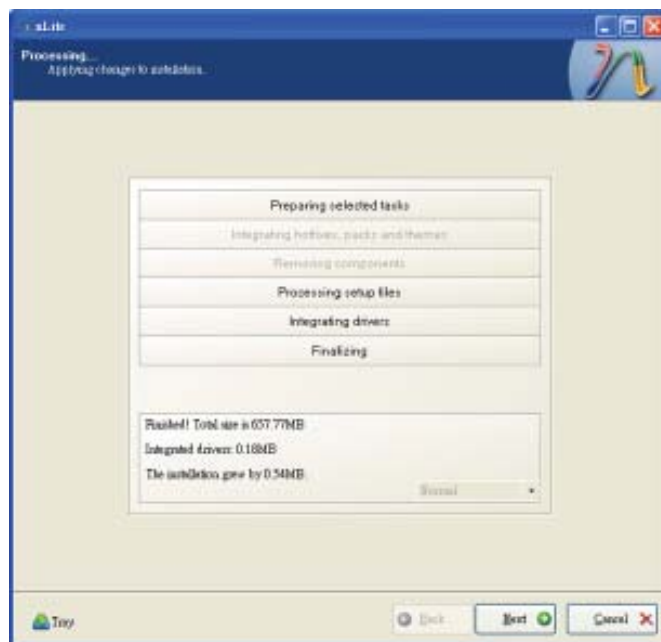 nLite
Processing...
Applying changes to installation.
Preparing selected tasks
Integrating hotfixes, packs and themes
Removing components
Processing setup files
Integrating drivers
Finalizing
Finished! Total size is 657.77MB
Integrated drivers: 0.18MB
The installation grew by 0.54MB.
Normal
Tray
Back
Next
Cancel